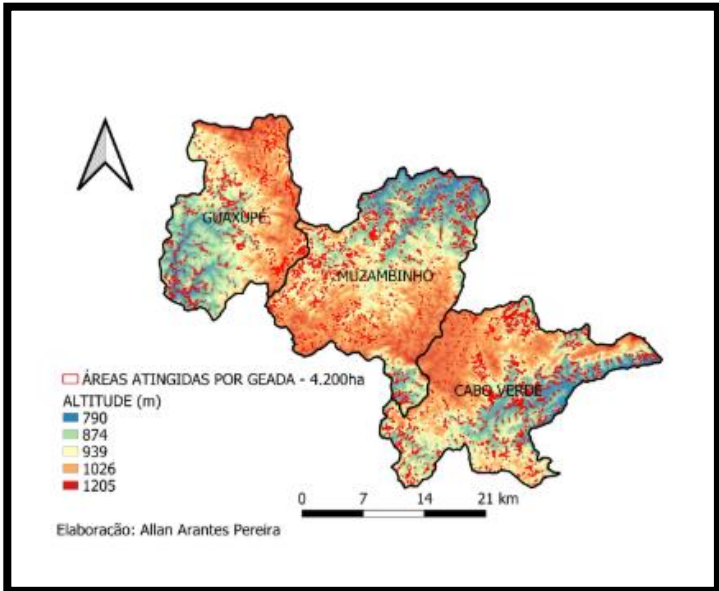 GUAXUPÉ
MUZAMBINHO
CABO VERDE
ÁREAS ATINGIDAS POR GEADA - 4.200ha
ALTITUDE (m)
790
874
939
1026
1205
0 7 14 21 km
Elaboração: Allan Arantes Pereira